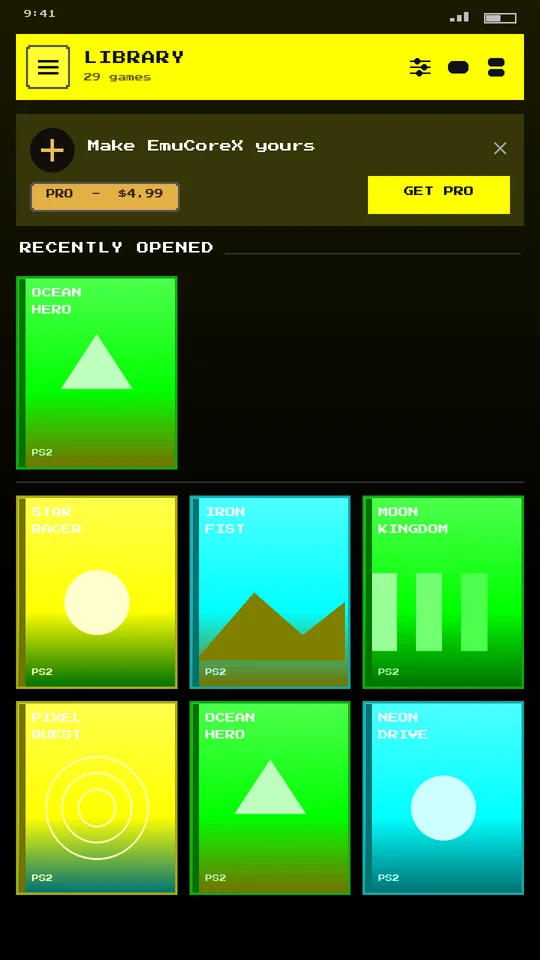 9:41
LIBRARY
29 games
Make EmuCoreX yours
PRO - $4.99
GET PRO
RECENTLY OPENED
OCEAN
HERO
PS2
STAR
RACER
PS2
IRON
FIST
PS2
MOON
KINGDOM
PS2
PIXEL
QUEST
PS2
OCEAN
HERO
PS2
NEON
DRIVE
PS2